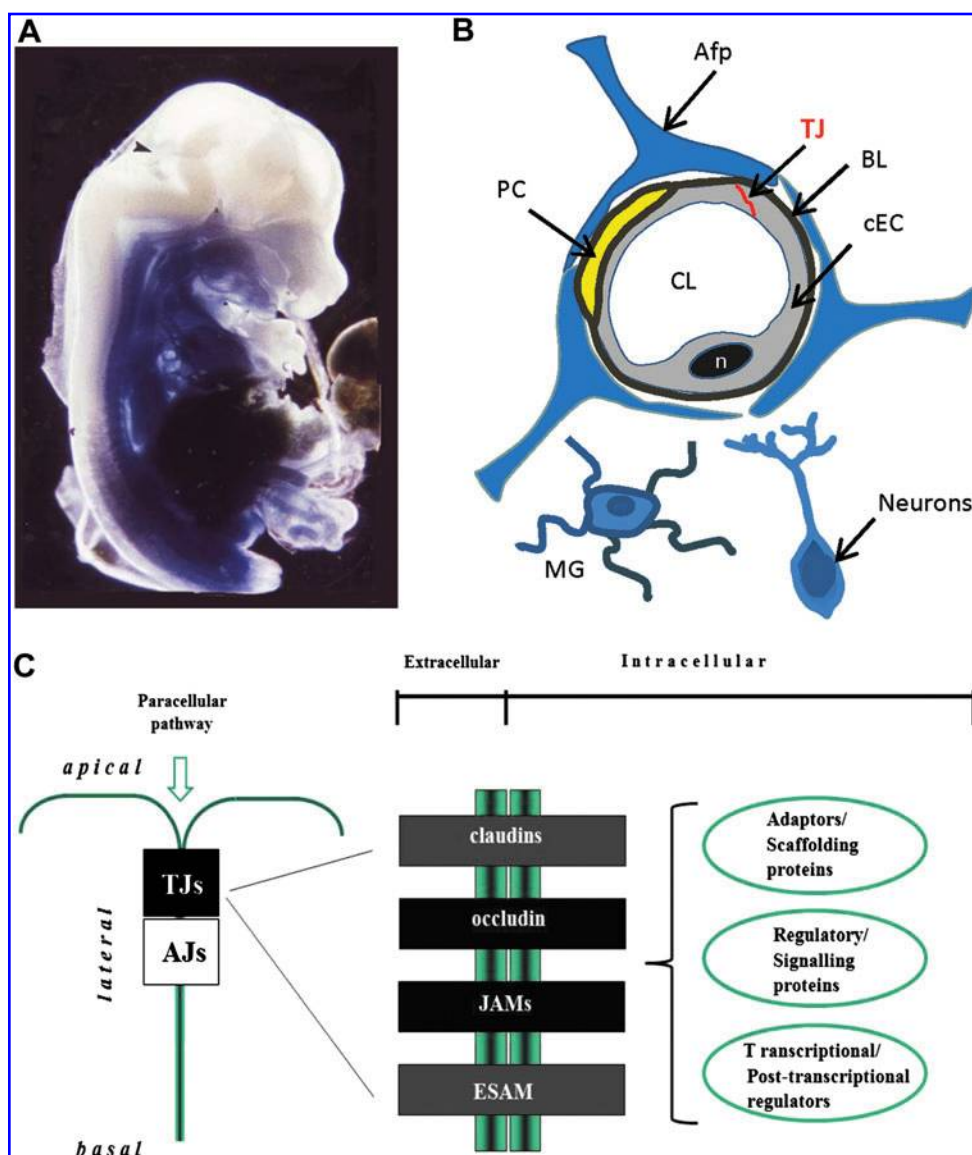 A
B
Afp
TJ
BL
PC
cEC
CL
n
Neurons
MG
C
Extracellular
Intracellular
Paracellular
pathway
apical
TJs
AJs
lateral
basal
claudins
occludin
JAMs
ESAM
Adaptors/
Scaffolding
proteins
Regulatory/
Signalling
proteins
T ranscriptional/
Post-transcriptional
regulators